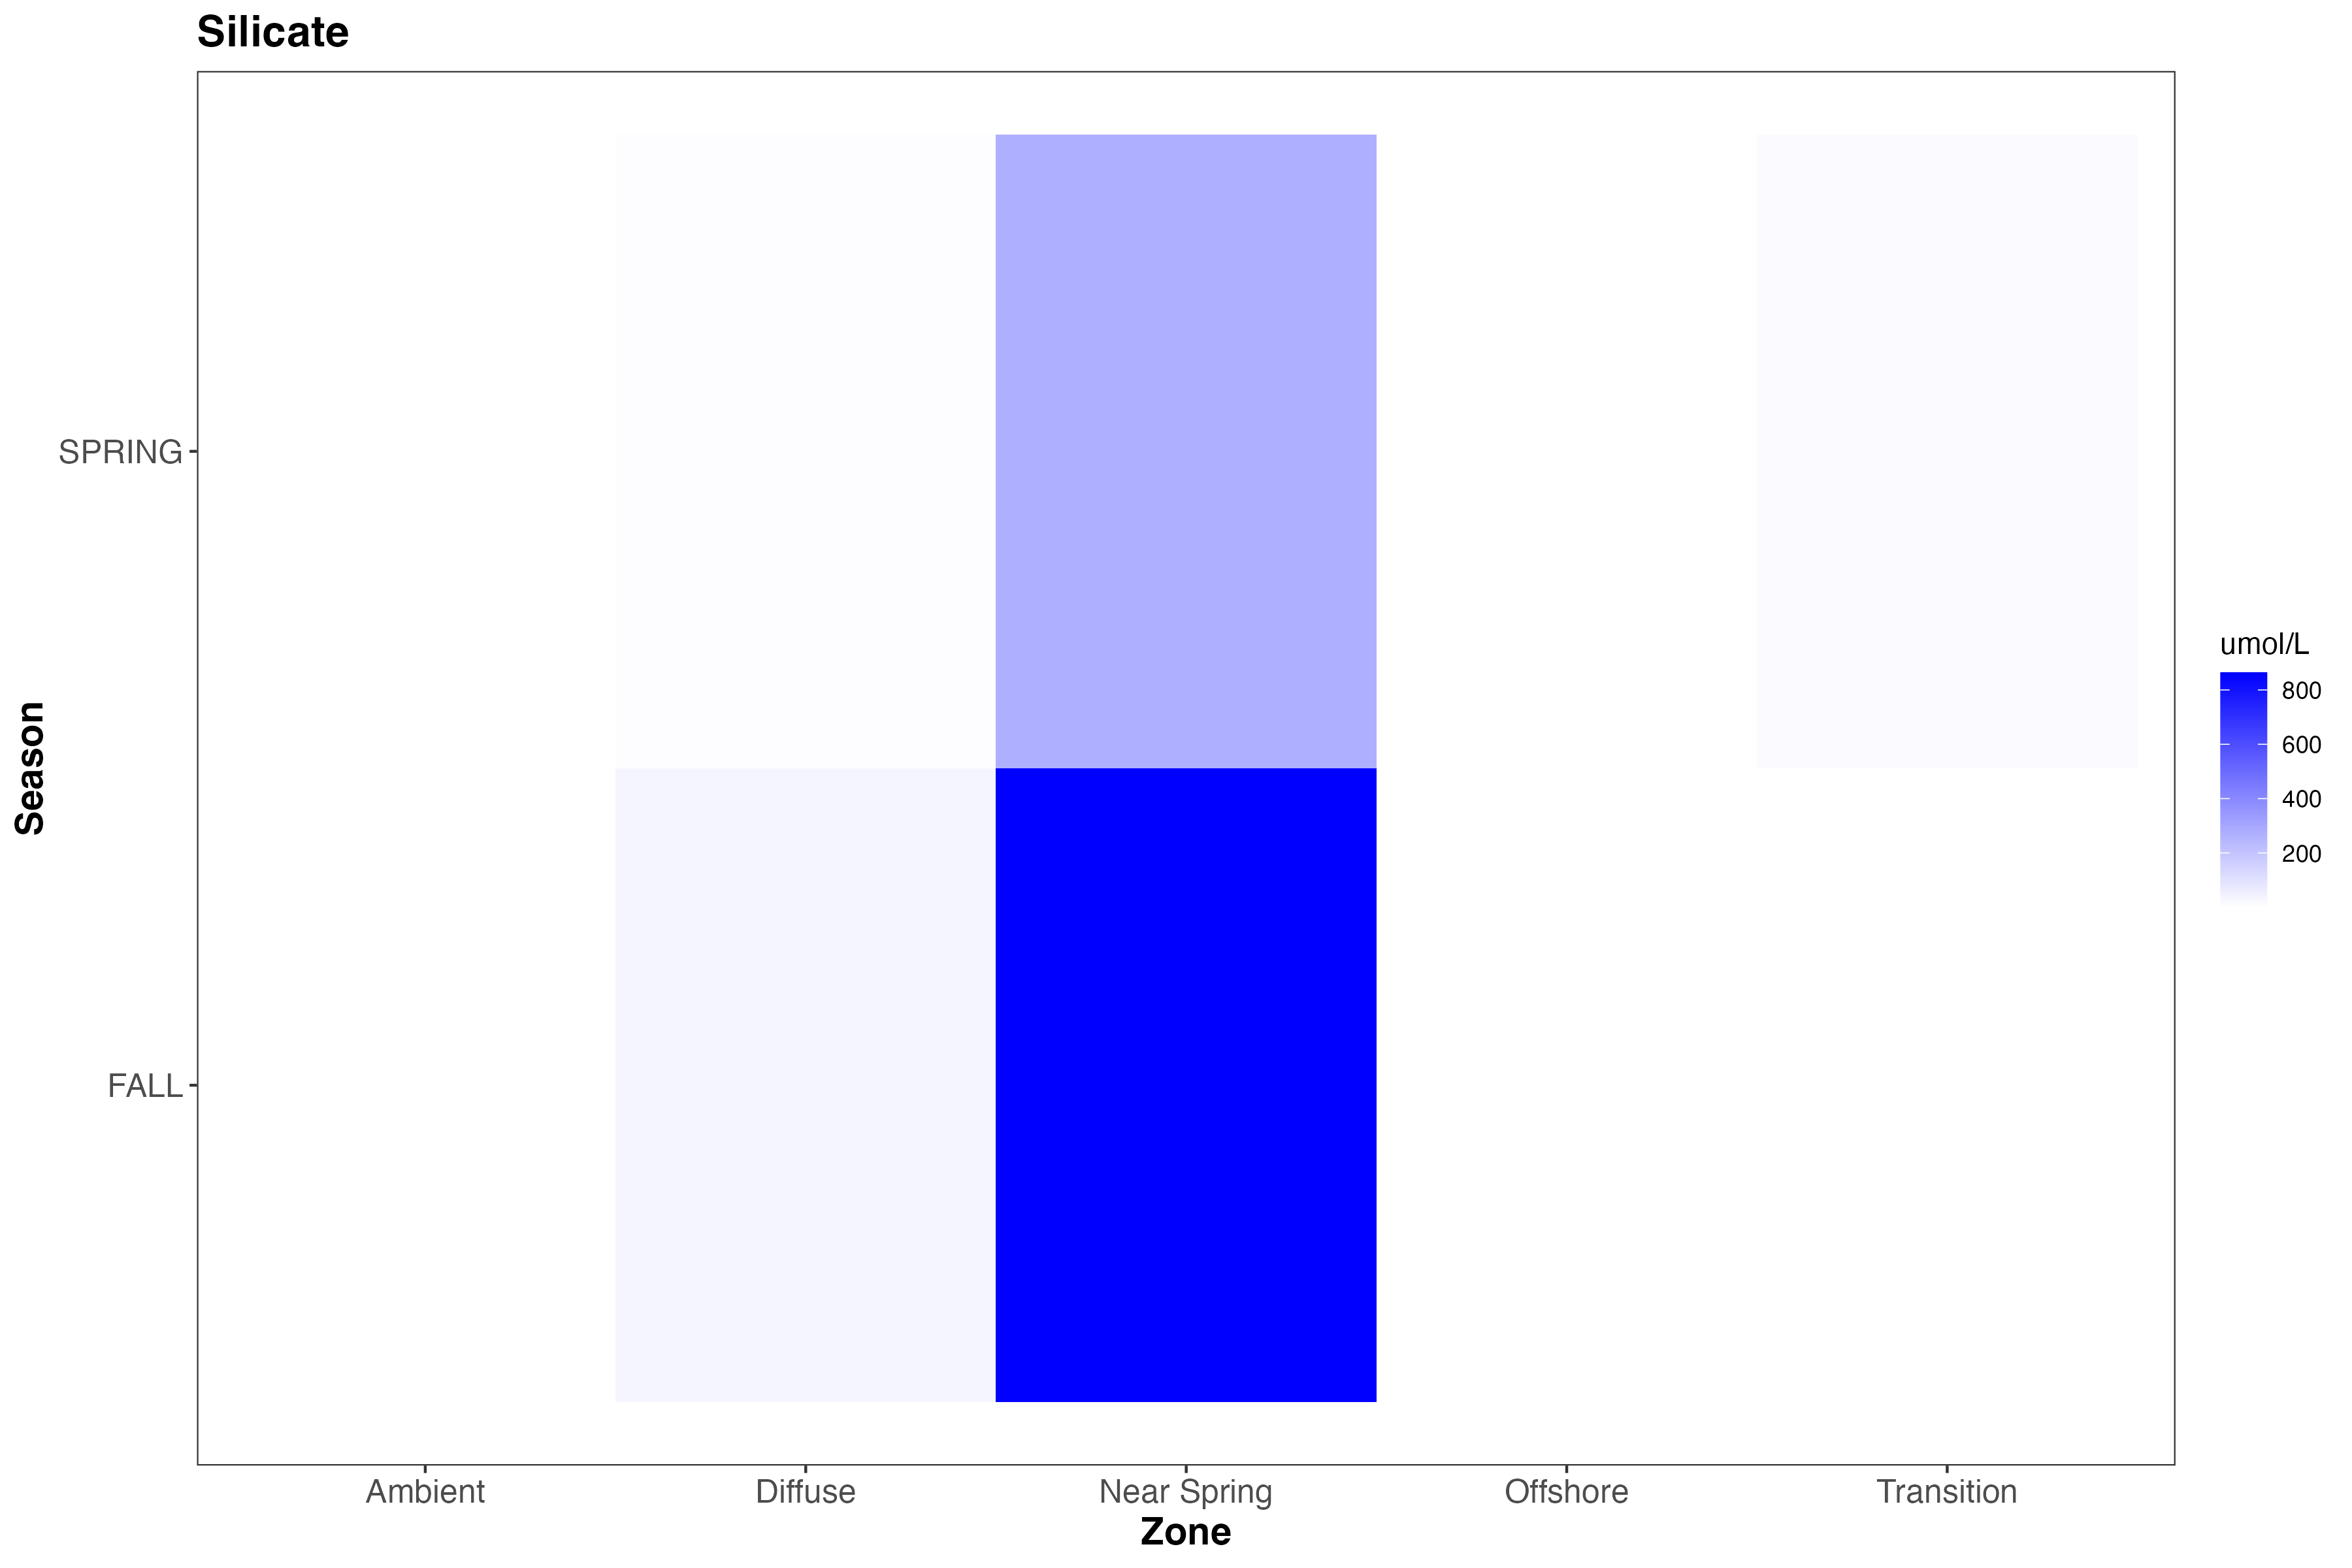 Silicate
Season
SPRING
FALL
Ambient
Diffuse
Near Spring
Offshore
Transition
Zone
umol/L
800
600
400
200